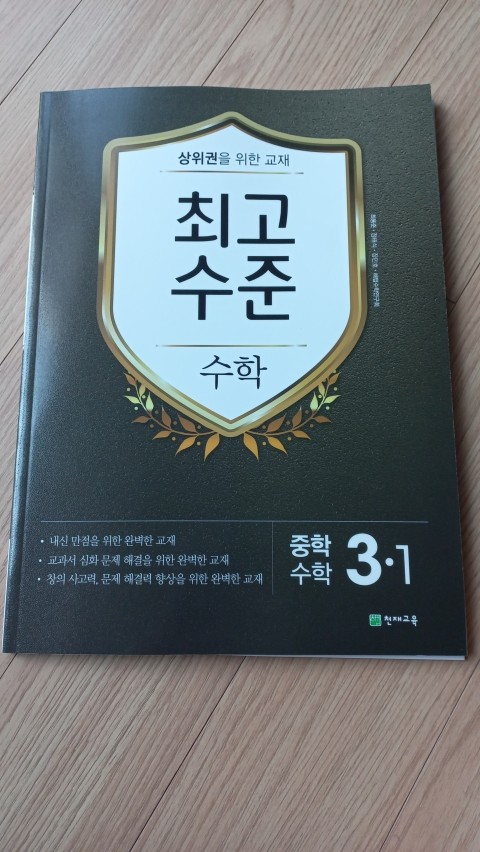 상위권을 위한 교재
최고
수준
수학
• 내신 만점을 위한 완벽한 교재
• 교과서 심화 문제 해결을 위한 완벽한 교재
• 창의 사고력, 문제 해결력 향상을 위한 완벽한 교재
중학
수학
3·1
천재교육